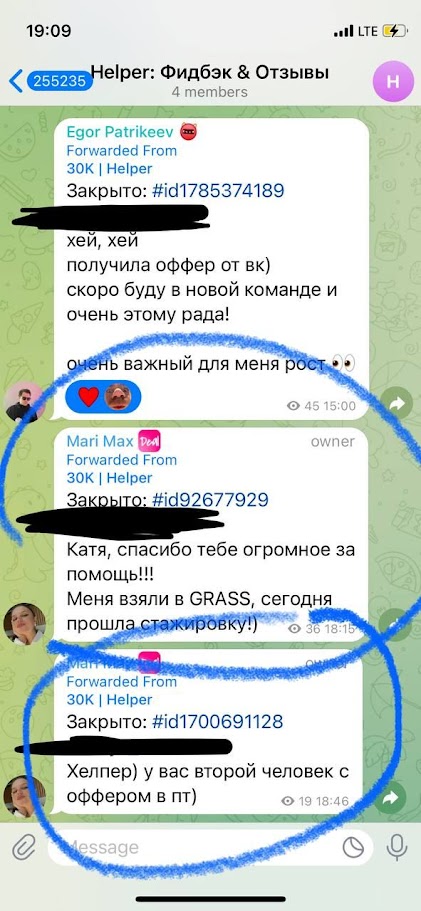 19:09
LTE
255235
Helper: Фидбэк & Отзывы
4 members
H
Egor Patrikeev
Forwarded From
30K | Helper
Закрыто: #id1785374189
хей, хей
получила оффер от вк)
скоро буду в новой команде и
очень этому рада!
очень важный для меня рост 👀
45 15:00
Mari Max Deal owner
Forwarded From
30K | Helper
Закрыто: #id92677929
Катя, спасибо тебе огромное за
помощь!!!
Меня взяли в GRASS, сегодня
прошла стажировку!)
36 18:15
Mari Max owner
Forwarded From
30K | Helper
Закрыто: #id1700691128
Хелпер) у вас второй человек с
оффером в пт)
19 18:46
Message